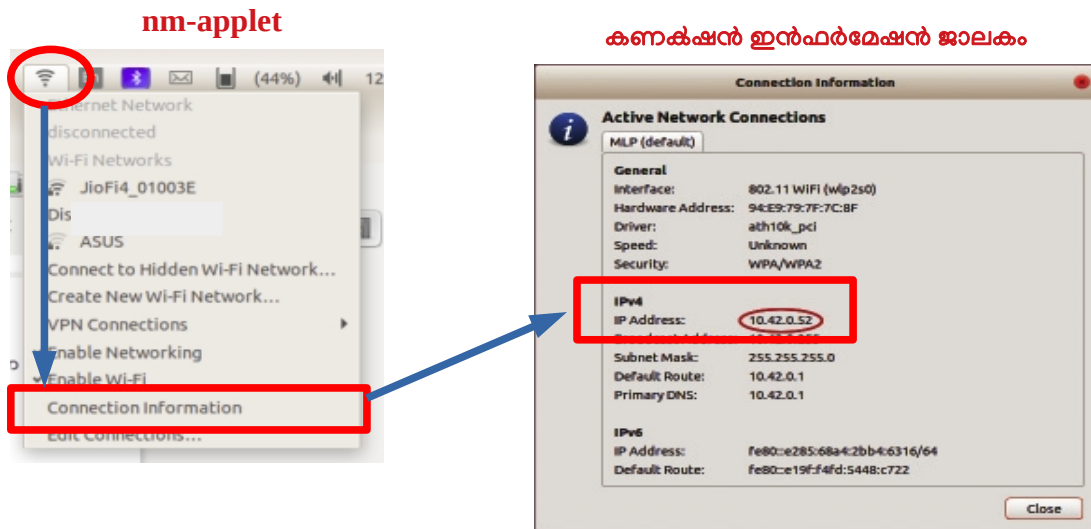 nm-applet
(44%) 12
Ethernet Network
disconnected
Wi-Fi Networks
JioFi4_01003E
Dis
ASUS
Connect to Hidden Wi-Fi Network...
Create New Wi-Fi Network...
VPN Connections
Enable Networking
Enable Wi-Fi
Connection Information
Edit Connections...
കണക്ഷൻ ഇൻഫർമേഷൻ ജാലകം
Connection Information
Active Network Connections
MLP (default)
General
Interface: 802.11 WiFi (wlp2s0)
Hardware Address: 94:E9:79:7F:7C:8F
Driver: ath10k_pci
Speed: Unknown
Security: WPA/WPA2
IPv4
IP Address: 10.42.0.52
Broadcast Address:
Subnet Mask: 255.255.255.0
Default Route: 10.42.0.1
Primary DNS: 10.42.0.1
IPv6
IP Address: fe80::e285:68a4:2bb4:6316/64
Default Route: fe80::e19f:f4fd:5448:c722
Close